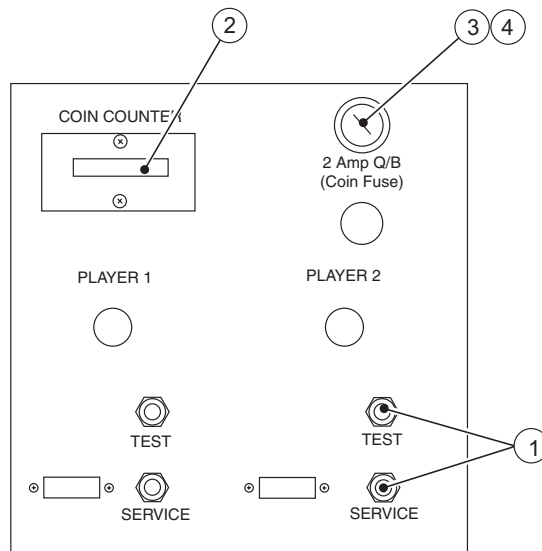 2
3 4
COIN COUNTER
2 Amp Q/B
(Coin Fuse)
PLAYER 1
PLAYER 2
TEST
TEST
1
SERVICE
SERVICE